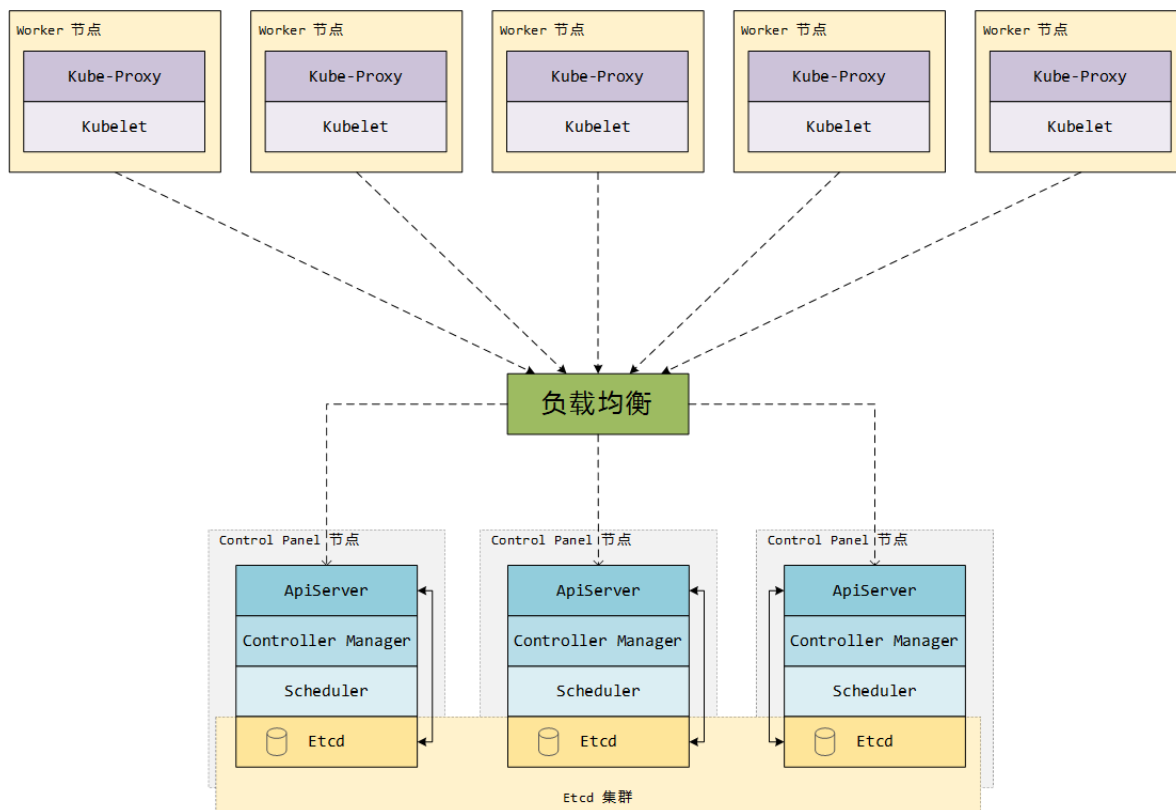 Worker 节点
Worker 节点
Worker 节点
Worker 节点
Worker 节点
Kube-Proxy
Kube-Proxy
Kube-Proxy
Kube-Proxy
Kube-Proxy
Kubelet
Kubelet
Kubelet
Kubelet
Kubelet
负载均衡
Control Panel 节点
Control Panel 节点
Control Panel 节点
ApiServer
ApiServer
ApiServer
Controller Manager
Controller Manager
Controller Manager
Scheduler
Scheduler
Scheduler
Etcd
Etcd
Etcd
Etcd 集群